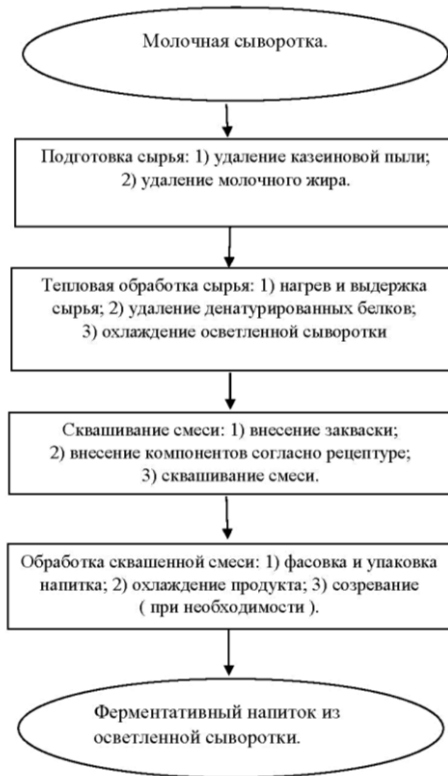 Молочная сыворотка.
Подготовка сырья: 1) удаление казеиновой пыли;
2) удаление молочного жира.
Тепловая обработка сырья: 1) нагрев и выдержка
сырья; 2) удаление денатурированных белков;
3) охлаждение осветленной сыворотки
Сквашивание смеси: 1) внесение закваски;
2) внесение компонентов согласно рецептуре;
3) сквашивание смеси.
Обработка сквашенной смеси: 1) фасовка и упаковка
напитка; 2) охлаждение продукта; 3) созревание
( при необходимости ).
Ферментативный напиток из
осветленной сыворотки.